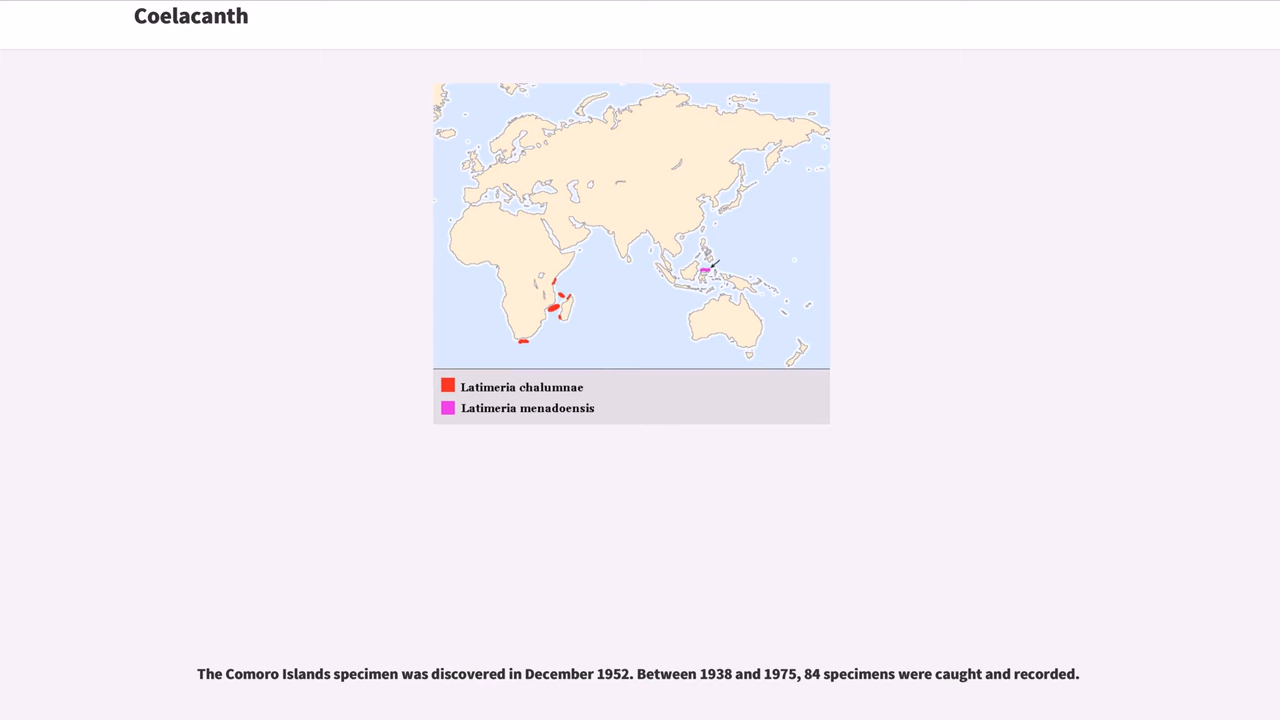 Coelacanth
Latimeria chalumnae
Latimeria menadoensis
The Comoro Islands specimen was discovered in December 1952. Between 1938 and 1975, 84 specimens were caught and recorded.